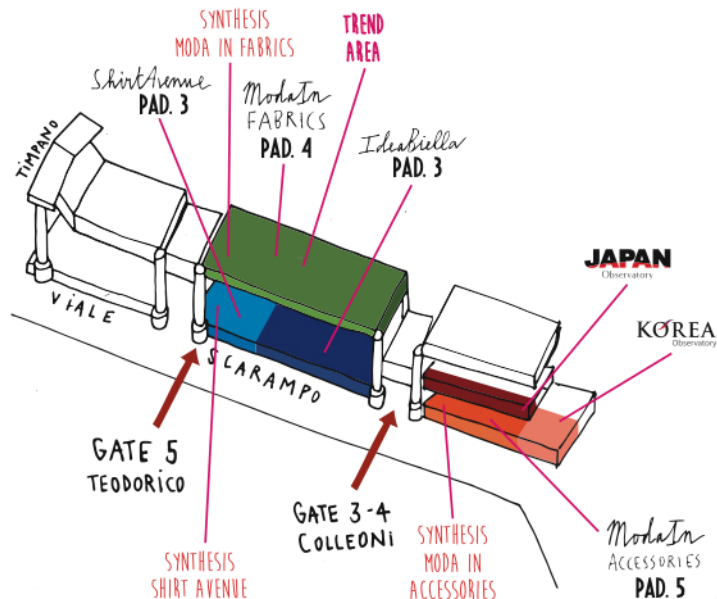 SYNTHESIS
MODA IN FABRICS
TREND
AREA
ShirtAvenue
PAD. 3
ModaIn
FABRICS
PAD. 4
IdeaBiella
PAD. 3
TiMPANO
JAPAN
Observatory
KOREA
Observatory
ViALE
SCARAMPO
GATE 5
TEODORiCO
GATE 3-4
COLLEONi
SYNTHESIS
SHIRT AVENUE
SYNTHESIS
MODA IN
ACCESSORIES
ModaIn
ACCESSORIES
PAD. 5